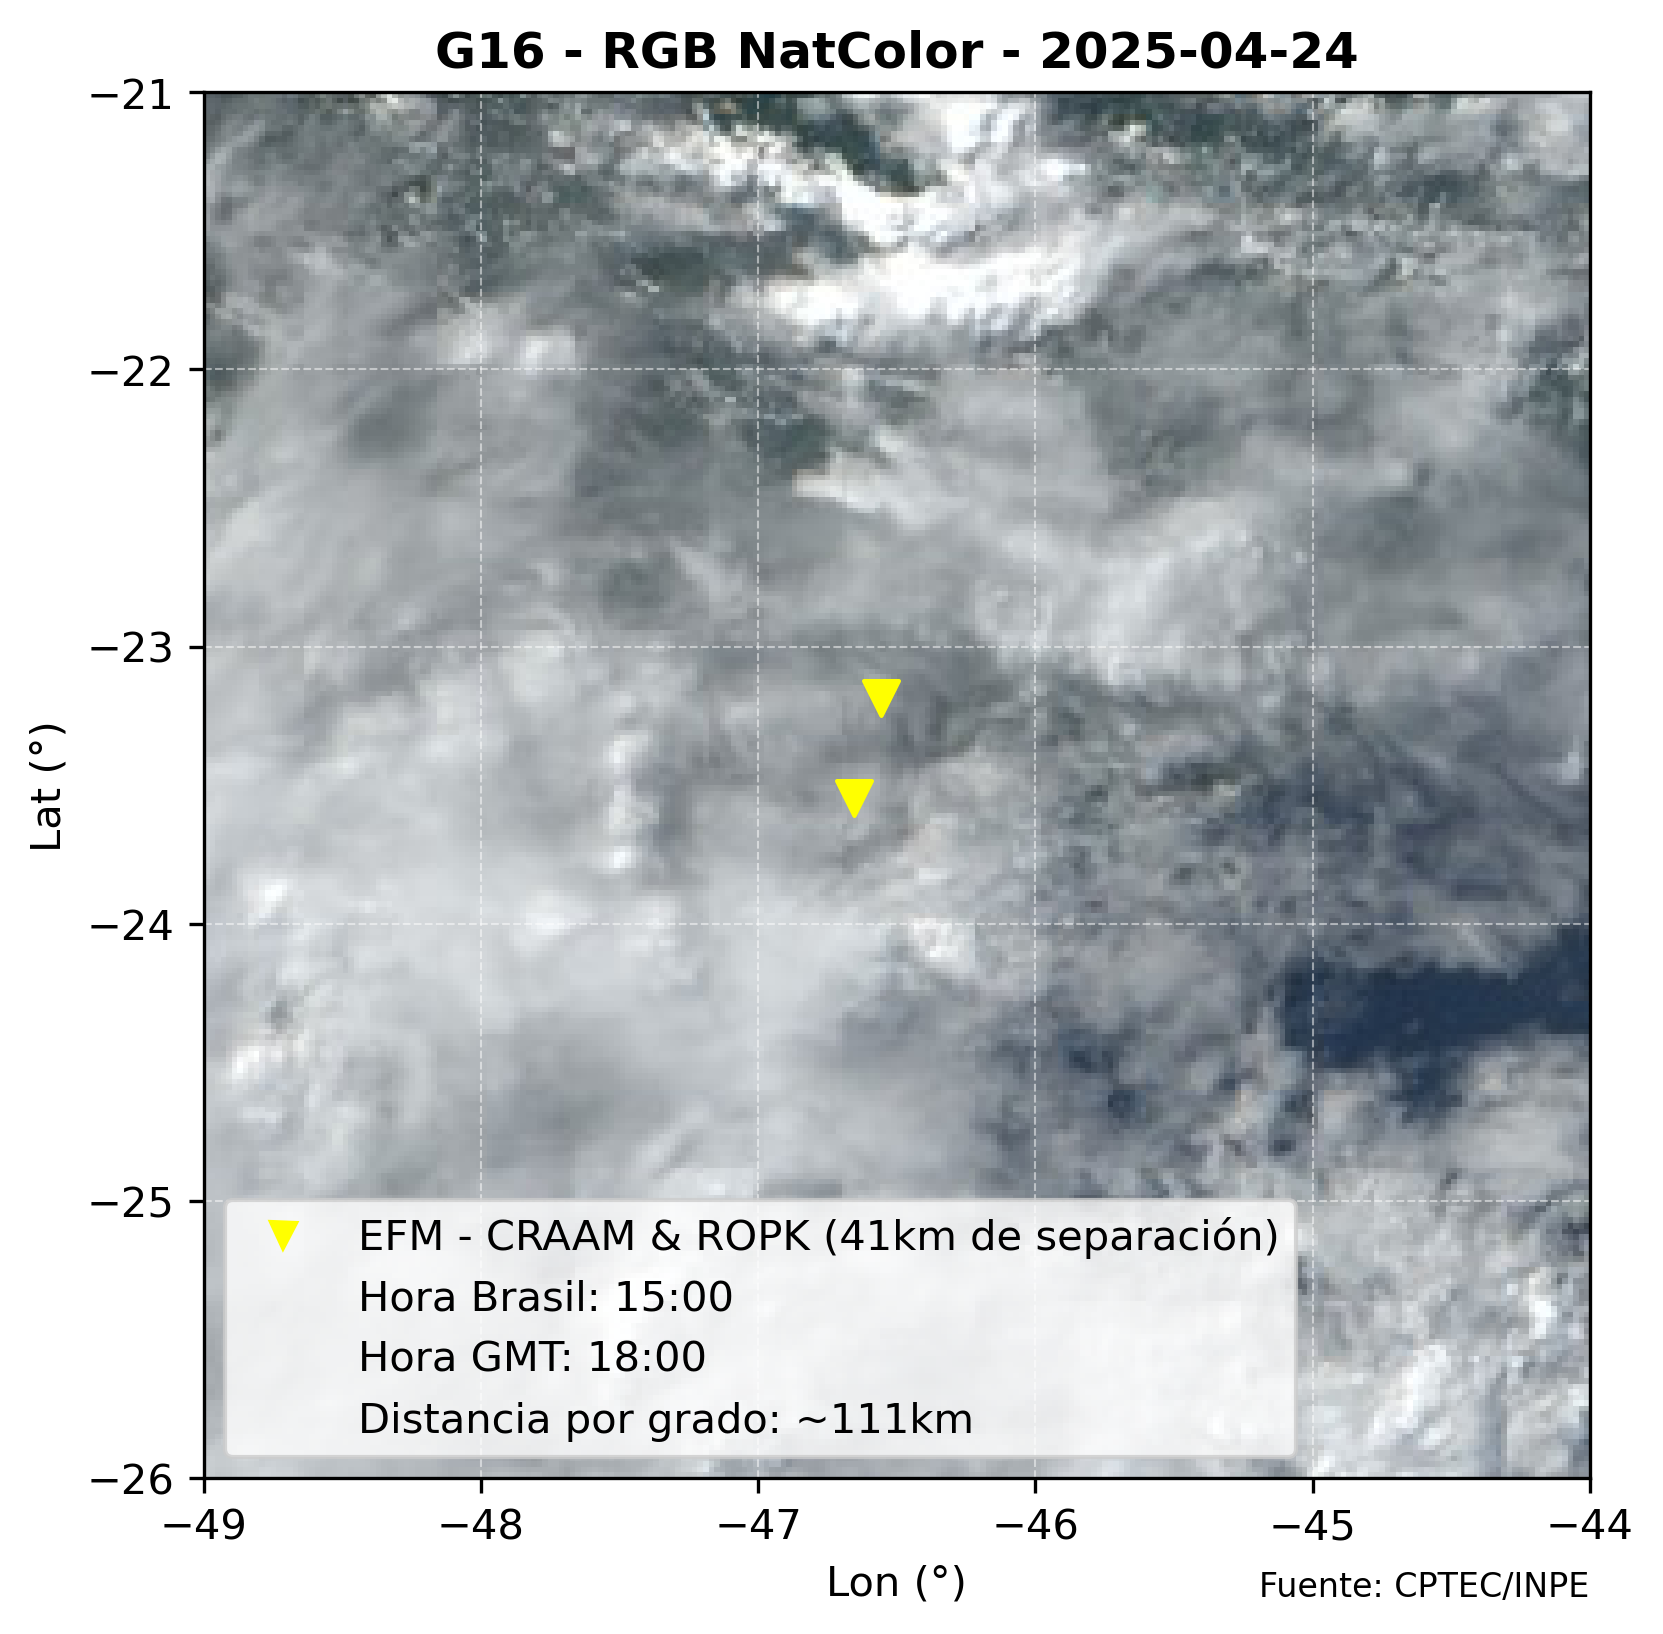 G16 - RGB NatColor - 2025-04-24
−21
−22
−23
−24
−25
−26
Lat (°)
EFM - CRAAM & ROPK (41km de separación)
Hora Brasil: 15:00
Hora GMT: 18:00
Distancia por grado: ~111km
−49 −48 −47 −46 −45 −44
Lon (°)
Fuente: CPTEC/INPE